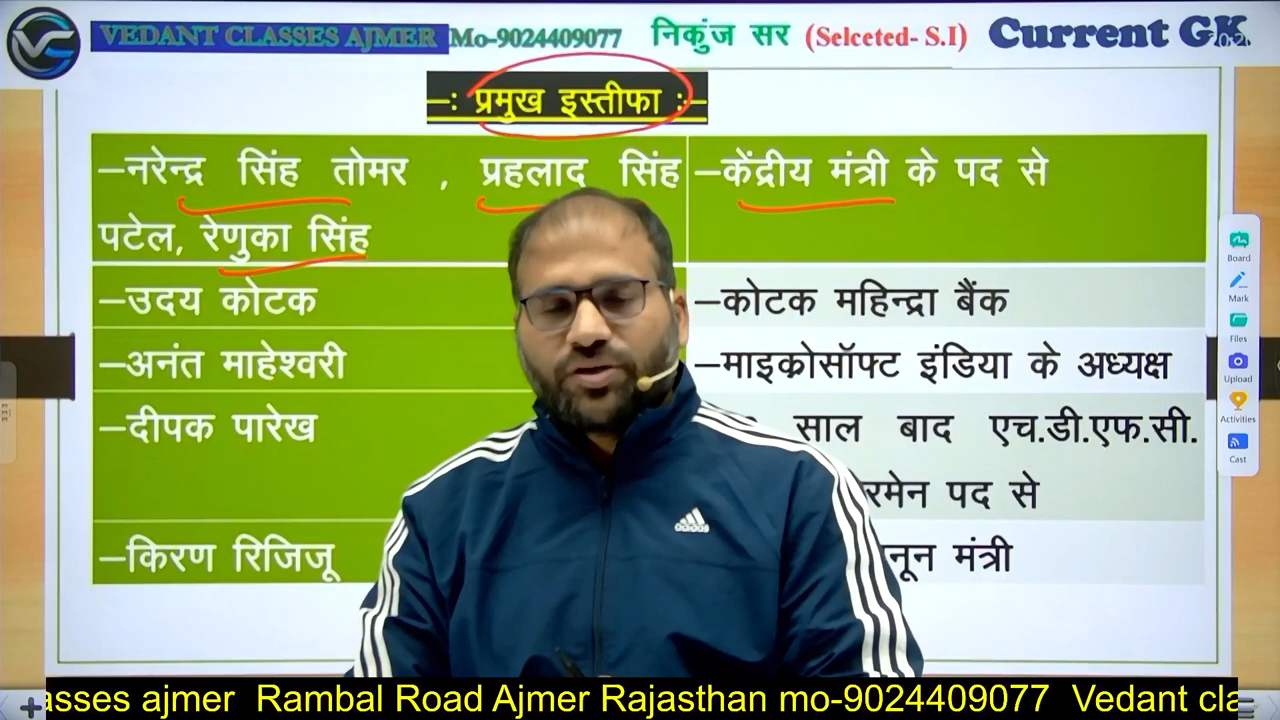 VC
VEDANT CLASSES AJMER Mo-9024409077 निकुंज सर (Selceted- S.I) Current GK
–: प्रमुख इस्तीफा :–
–नरेन्द्र सिंह तोमर , प्रहलाद सिंह –केंद्रीय मंत्री के पद से
पटेल, रेणुका सिंह
–उदय कोटक –कोटक महिन्द्रा बैंक
–अनंत माहेश्वरी –माइक्रोसॉफ्ट इंडिया के अध्यक्ष
–दीपक पारेख साल बाद एच.डी.एफ.सी.
रमेन पद से
–किरण रिजिजू नून मंत्री
Board
Mark
Files
Upload
Activities
Cast
adidas
asses ajmer Rambal Road Ajmer Rajasthan mo-9024409077 Vedant cla